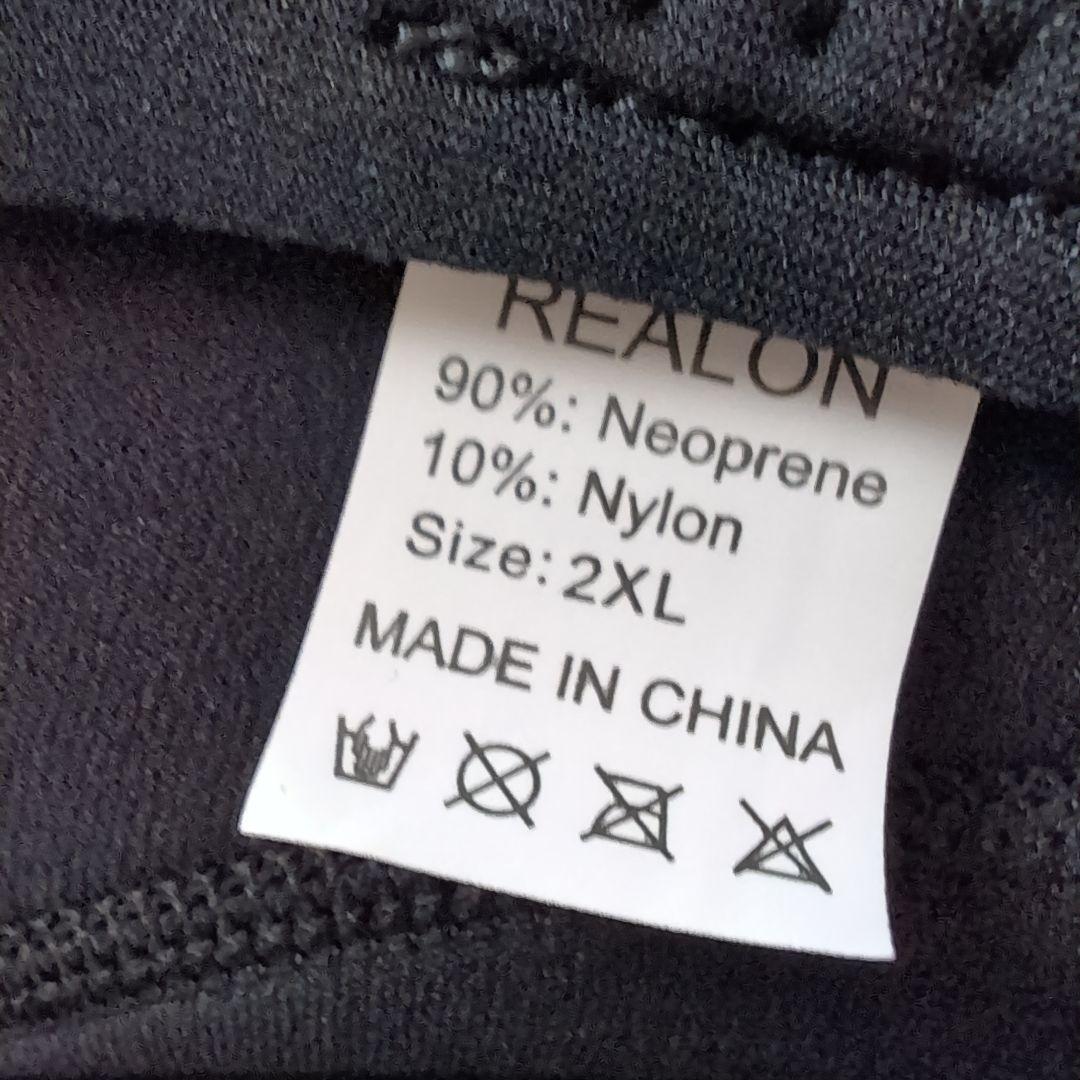 REALON
90%: Neoprene
10%: Nylon
Size: 2XL
MADE IN CHINA